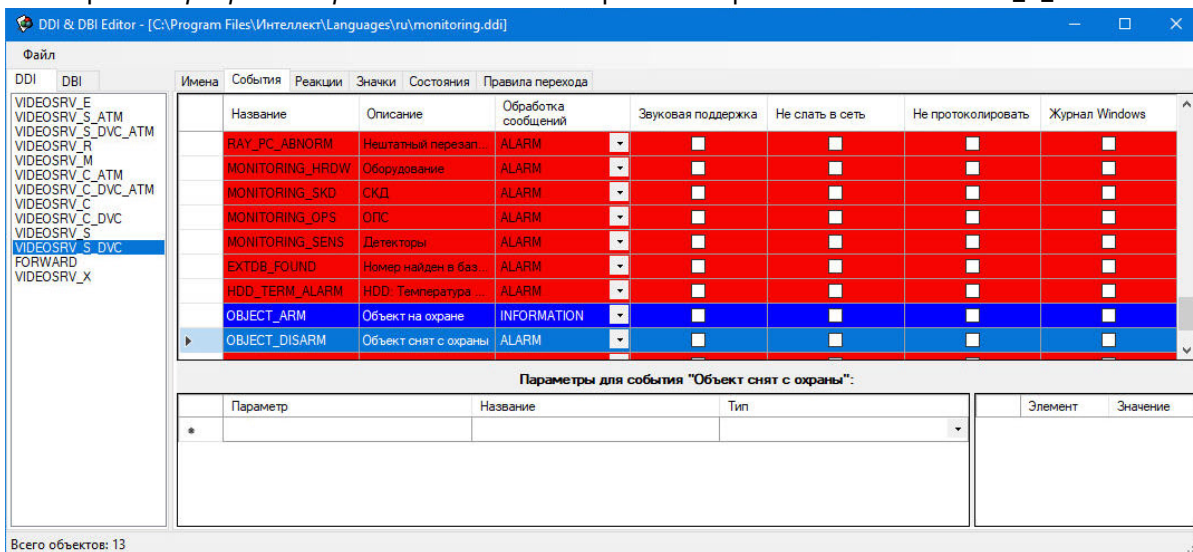 DDI & DBI Editor - [C:\Program Files\Интеллект\Languages\ru\monitoring.ddi]
Файл
DDI DBI
VIDEOSRV_E
VIDEOSRV_S_ATM
VIDEOSRV_S_DVC_ATM
VIDEOSRV_R
VIDEOSRV_M
VIDEOSRV_C_ATM
VIDEOSRV_C_DVC_ATM
VIDEOSRV_C
VIDEOSRV_C_DVC
VIDEOSRV_S
VIDEOSRV_S_DVC
FORWARD
VIDEOSRV_X
Имена События Реакции Значки Состояния Правила перехода
Название Описание Обработка сообщений Звуковая поддержка Не слать в сеть Не протоколировать Журнал Windows
RAY_PC_ABNORM Нештатный перезап... ALARM
MONITORING_HRDW Оборудование ALARM
MONITORING_SKD СКД ALARM
MONITORING_OPS ОПС ALARM
MONITORING_SENS Детекторы ALARM
EXTDB_FOUND Номер найден в баз... ALARM
HDD_TERM_ALARM HDD: Температура ... ALARM
OBJECT_ARM Объект на охране INFORMATION
OBJECT_DISARM Объект снят с охраны ALARM
Параметры для события "Объект снят с охраны":
Параметр Название Тип Элемент Значение
Всего объектов: 13